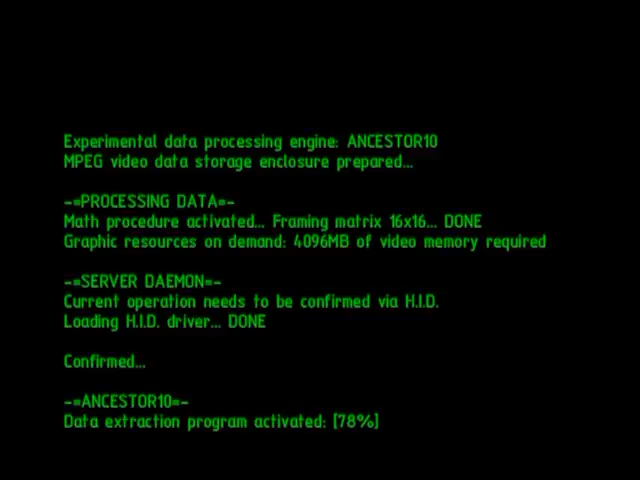 Experimental data processing engine: ANCESTOR10
MPEG video data storage enclosure prepared...
-=PROCESSING DATA=-
Math procedure activated... Framing matrix 16x16... DONE
Graphic resources on demand: 4096MB of video memory required
-=SERVER DAEMON=-
Current operation needs to be confirmed via H.I.D.
Loading H.I.D. driver... DONE
Confirmed...
-=ANCESTOR10=-
Data extraction program activated: [78%]